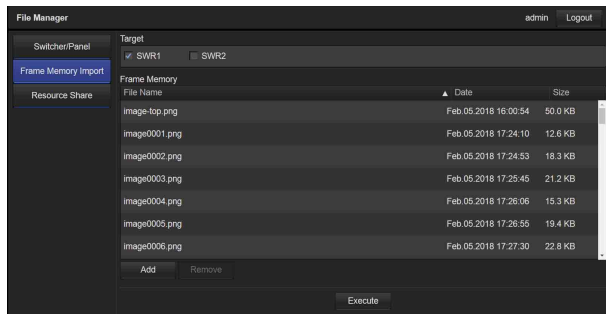 File Manager admin Logout
Switcher/Panel
Frame Memory Import
Resource Share
Target
SWR1 SWR2
Frame Memory
File Name ▲ Date Size
image-top.png Feb.05.2018 16:00:54 50.0 KB
image0001.png Feb.05.2018 17:24:10 12.6 KB
image0002.png Feb.05.2018 17:24:53 18.3 KB
image0003.png Feb.05.2018 17:25:45 21.2 KB
image0004.png Feb.05.2018 17:26:06 15.3 KB
image0005.png Feb.05.2018 17:26:55 19.4 KB
image0006.png Feb.05.2018 17:27:30 22.8 KB
Add Remove
Execute